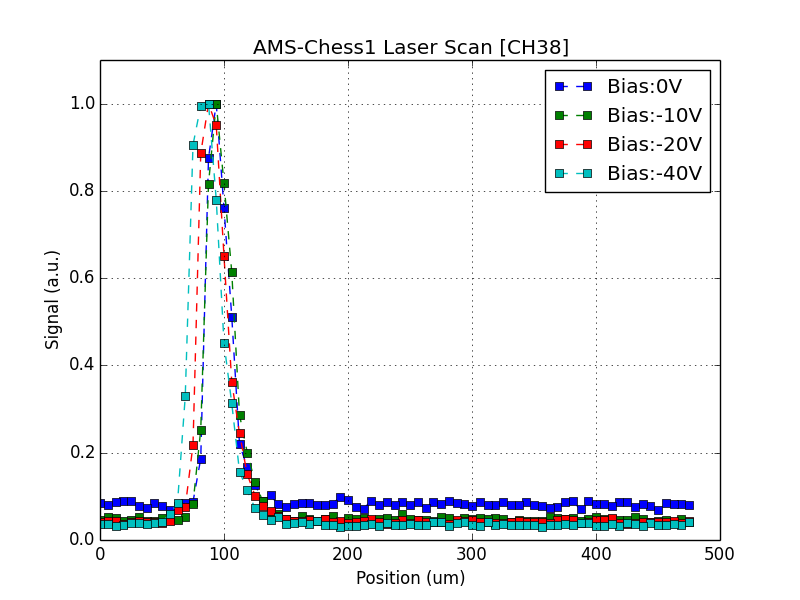 AMS-Chess1 Laser Scan [CH38]
Bias:0V
Bias:-10V
Bias:-20V
Bias:-40V
Signal (a.u.)
1.0
0.8
0.6
0.4
0.2
0.0
0 100 200 300 400 500
Position (um)